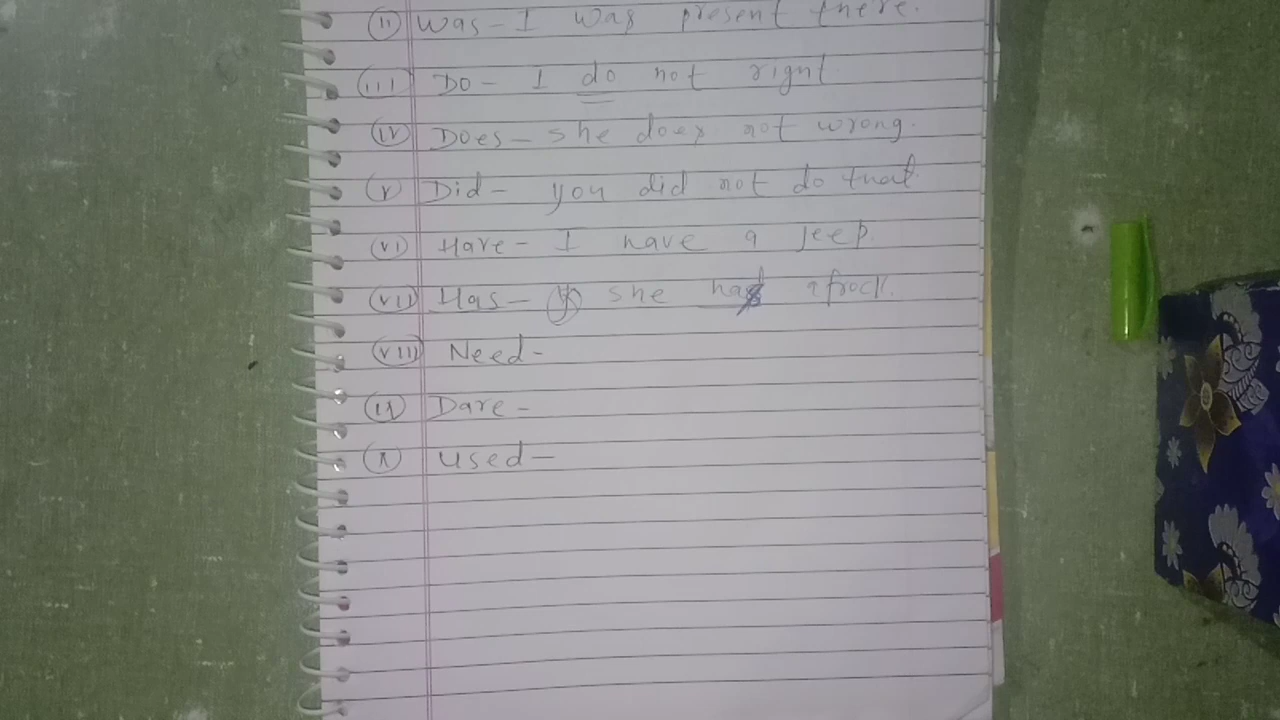 (ii) Was - I was present there.
(iii) Do - I do not right
(iv) Does - she does not wrong.
(v) Did - you did not do that.
(vi) Have - I have a jeep.
(vii) Has - she has a frock.
(viii) Need -
(ix) Dare -
(x) Used -